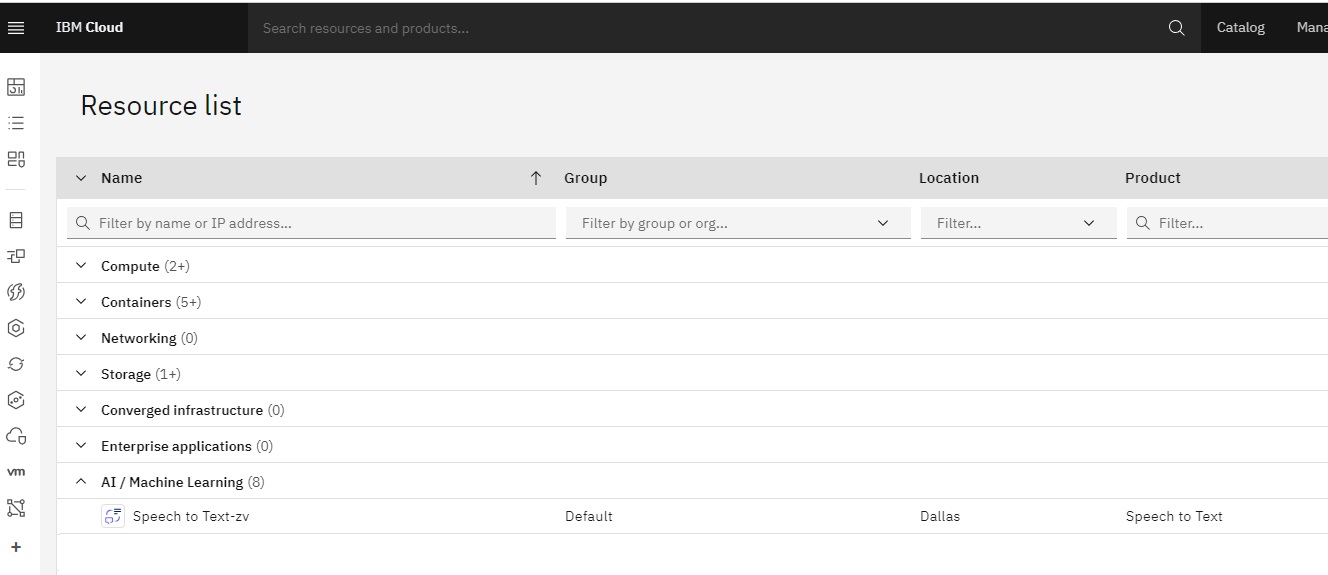 IBM Cloud Search resources and products... Catalog Mana
Resource list
Name Group Location Product
Filter by name or IP address... Filter by group or org... Filter... Filter...
Compute (2+)
Containers (5+)
Networking (0)
Storage (1+)
Converged infrastructure (0)
Enterprise applications (0)
vm AI / Machine Learning (8)
Speech to Text-zv Default Dallas Speech to Text